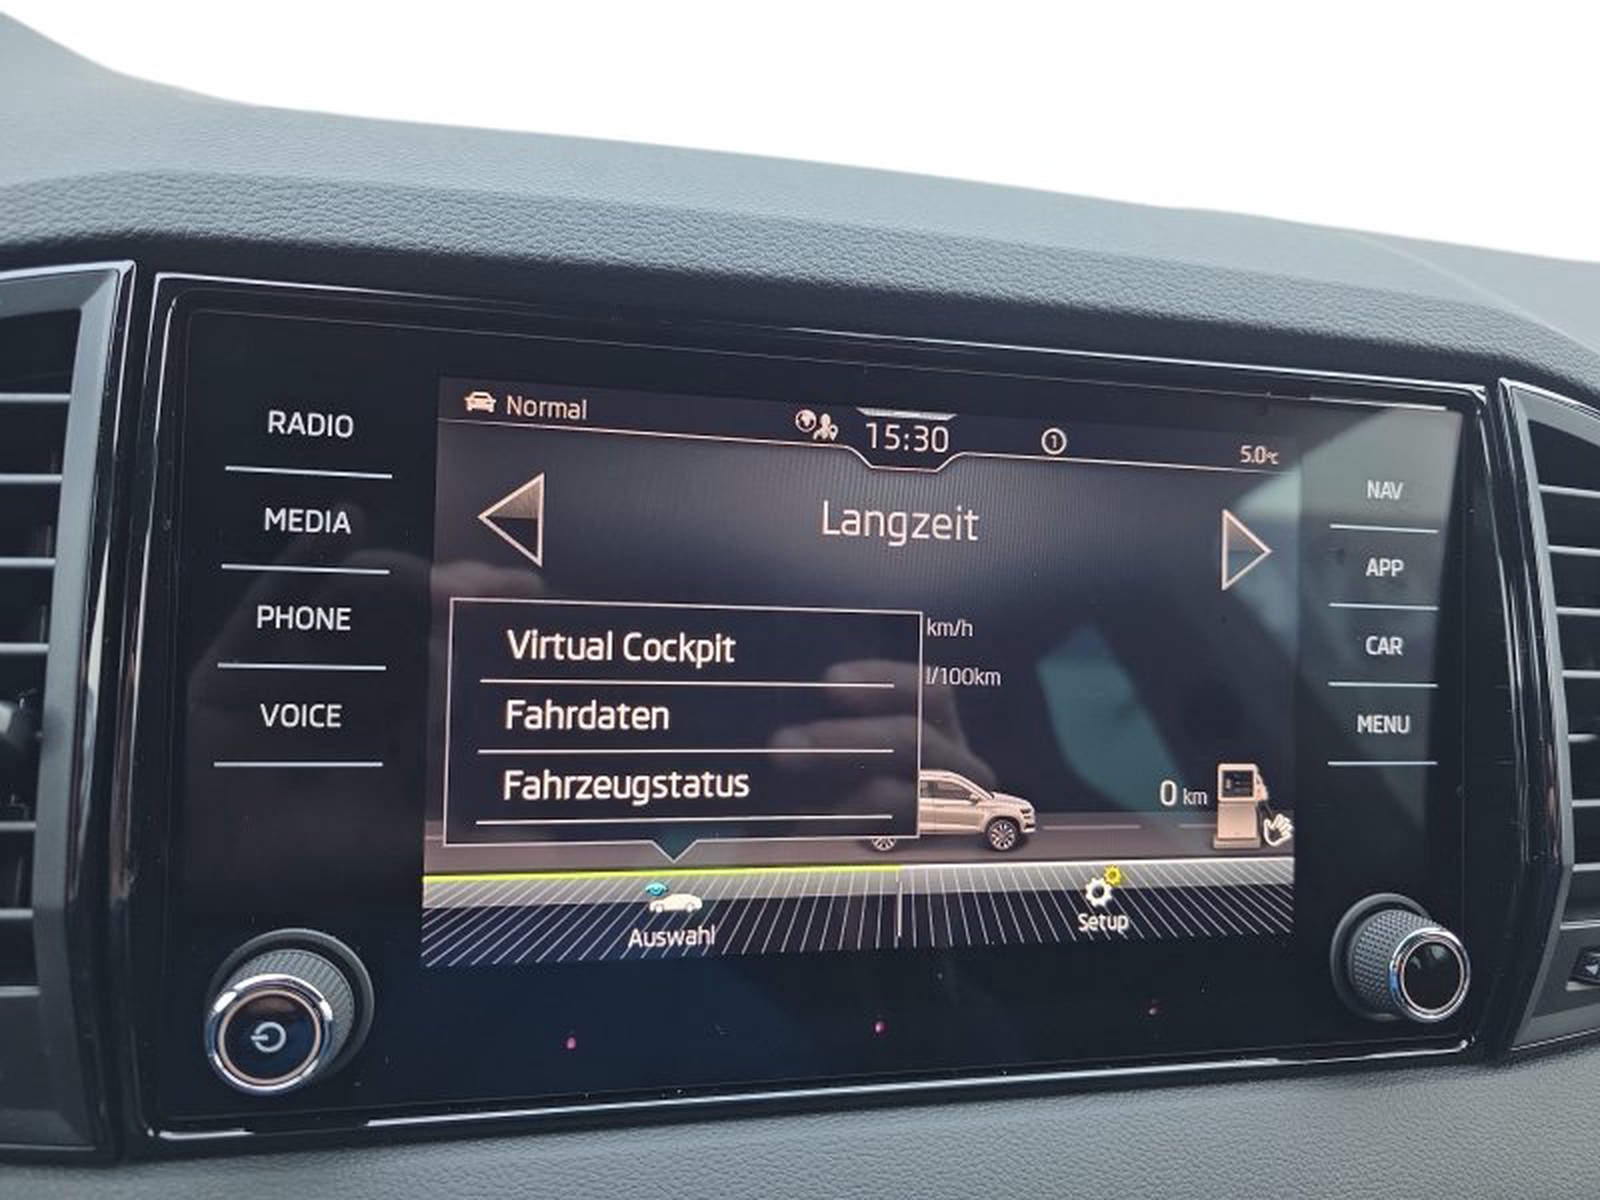 RADIO
MEDIA
PHONE
VOICE
Normal
15:30
1
5.0°C
Langzeit
km/h
l/100km
Virtual Cockpit
Fahrdaten
Fahrzeugstatus
0 km
Auswahl
Setup
NAV
APP
CAR
MENU